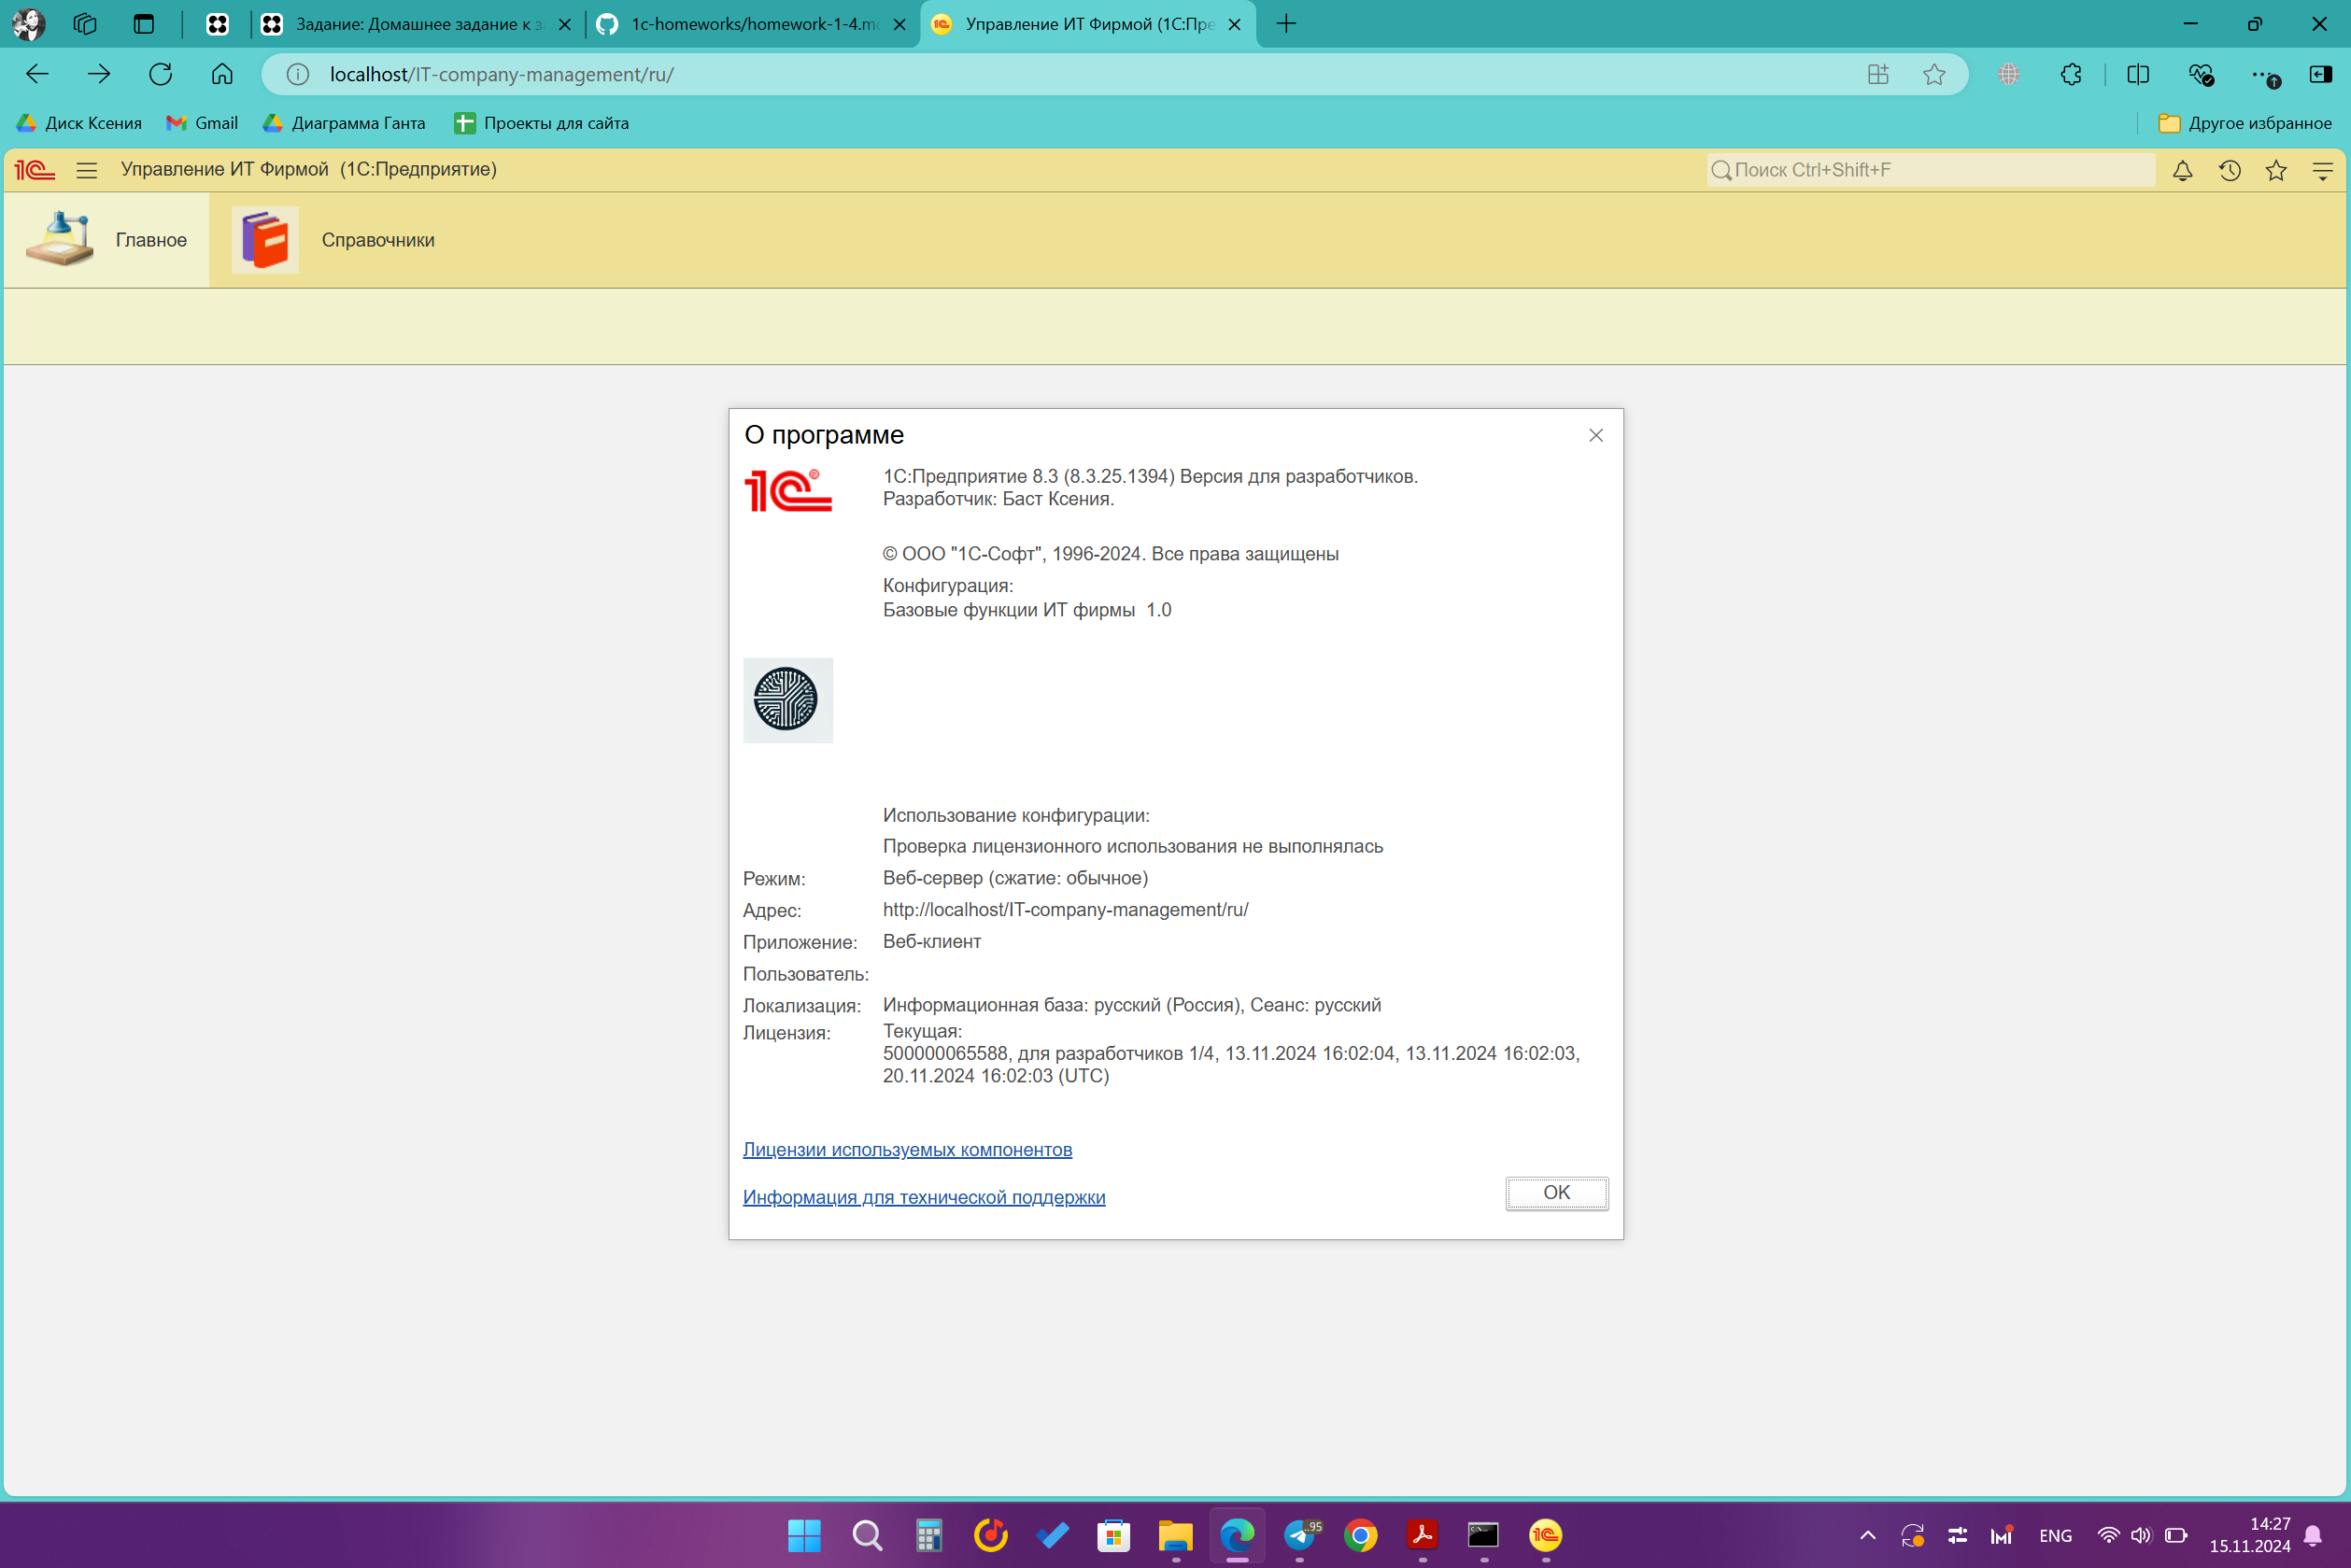 Задание: Домашнее задание к з
1c-homeworks/homework-1-4.m
Управление ИТ Фирмой (1С:Пре
localhost/IT-company-management/ru/
Диск Ксения
Gmail
Диаграмма Ганта
Проекты для сайта
Другое избранное
Управление ИТ Фирмой (1С:Предприятие)
Поиск Ctrl+Shift+F
Главное
Справочники
О программе
1С:Предприятие 8.3 (8.3.25.1394) Версия для разработчиков.
Разработчик: Баст Ксения.
© ООО "1С-Софт", 1996-2024. Все права защищены
Конфигурация:
Базовые функции ИТ фирмы 1.0
Использование конфигурации:
Проверка лицензионного использования не выполнялась
Режим: Веб-сервер (сжатие: обычное)
Адрес: http://localhost/IT-company-management/ru/
Приложение: Веб-клиент
Пользователь:
Локализация: Информационная база: русский (Россия), Сеанс: русский
Лицензия: Текущая:
500000065588, для разработчиков 1/4, 13.11.2024 16:02:04, 13.11.2024 16:02:03,
20.11.2024 16:02:03 (UTC)
Лицензии используемых компонентов
Информация для технической поддержки
OK
..95
ENG
14:27
15.11.2024